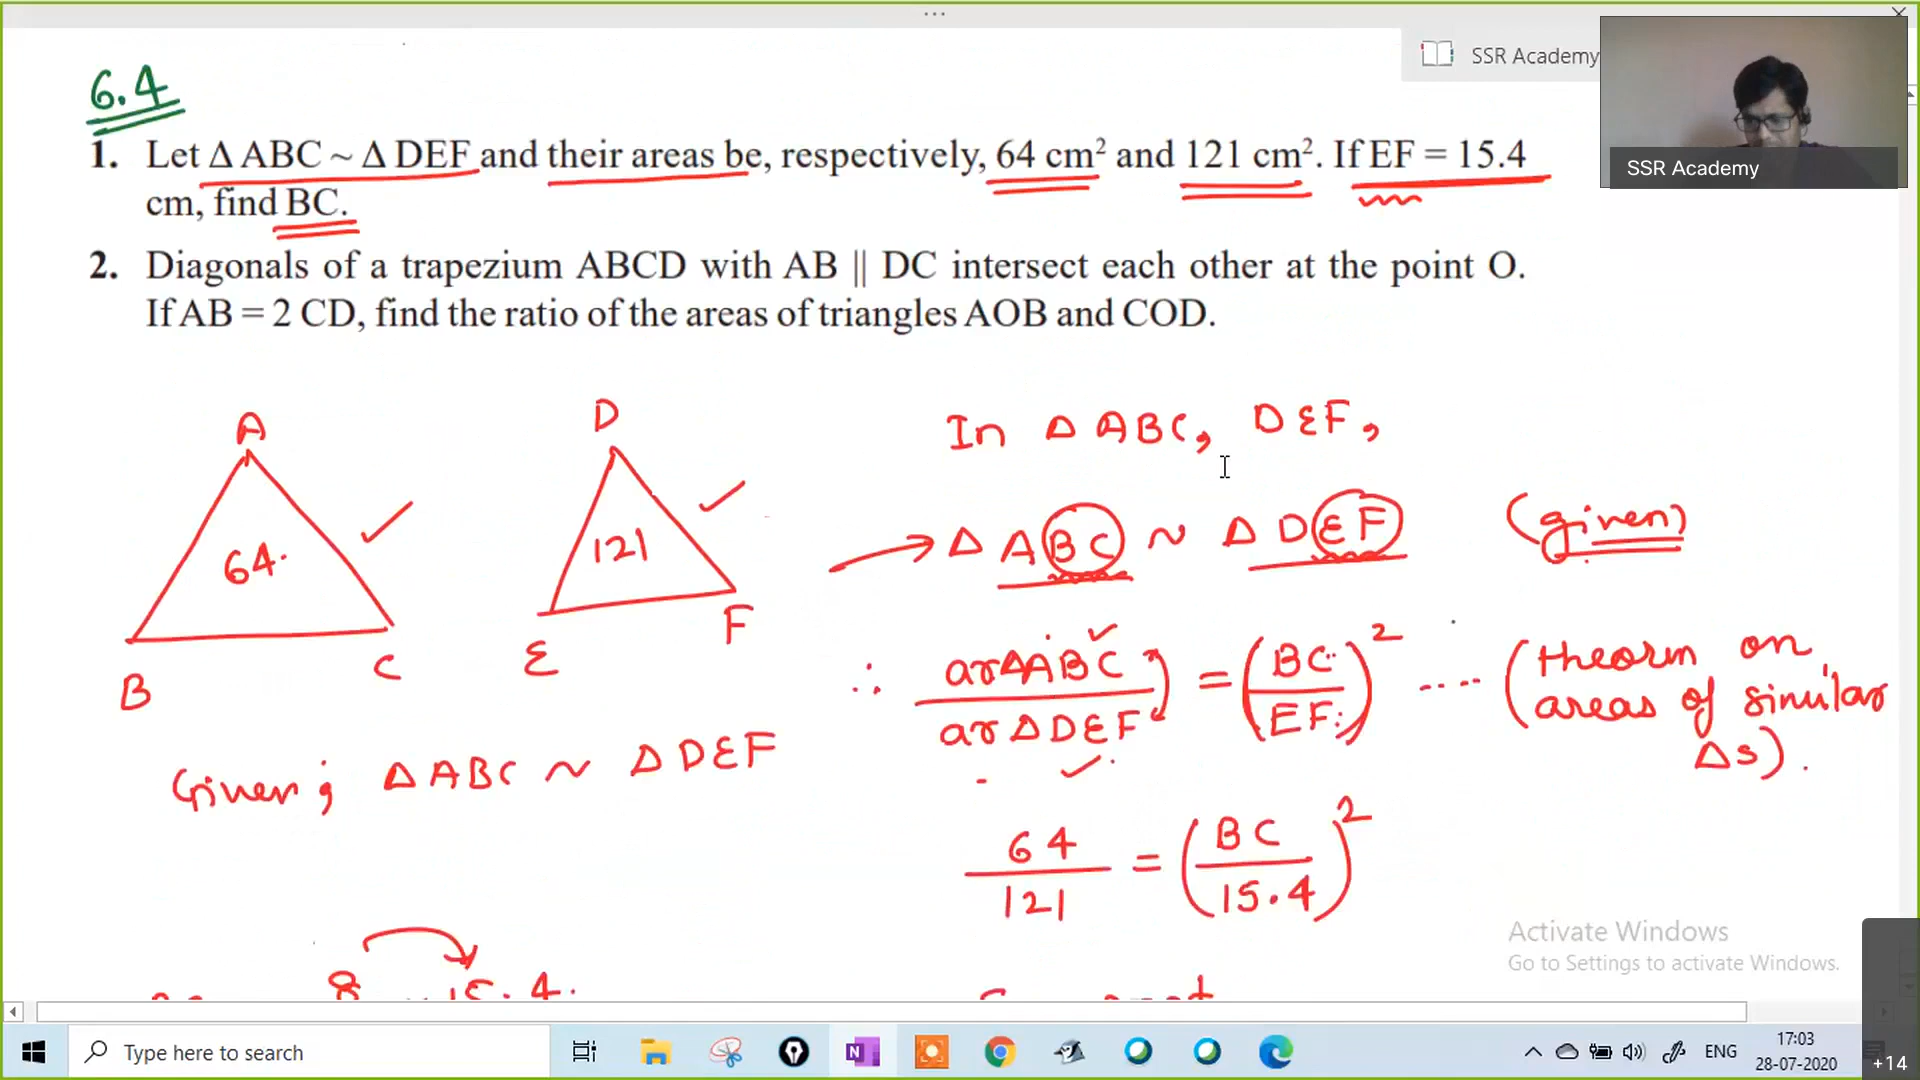 SSR Academy
SSR Academy
6.4
1. Let Δ ABC ~ Δ DEF and their areas be, respectively, 64 cm² and 121 cm². If EF = 15.4
cm, find BC.
2. Diagonals of a trapezium ABCD with AB || DC intersect each other at the point O.
If AB = 2 CD, find the ratio of the areas of triangles AOB and COD.
A
64.
B
C
D
121
E
F
In Δ ABC, DEF,
Δ ABC ~ Δ DEF (given)
∴ arΔABC / arΔDEF = (BC / EF)² .... (theorm on
areas of similar
Δs).
Given ; Δ ABC ~ Δ DEF
64 / 121 = (BC / 15.4)²
8 15.4.
Activate Windows
Go to Settings to activate Windows.
Type here to search
ENG
17:03
28-07-2020
+14